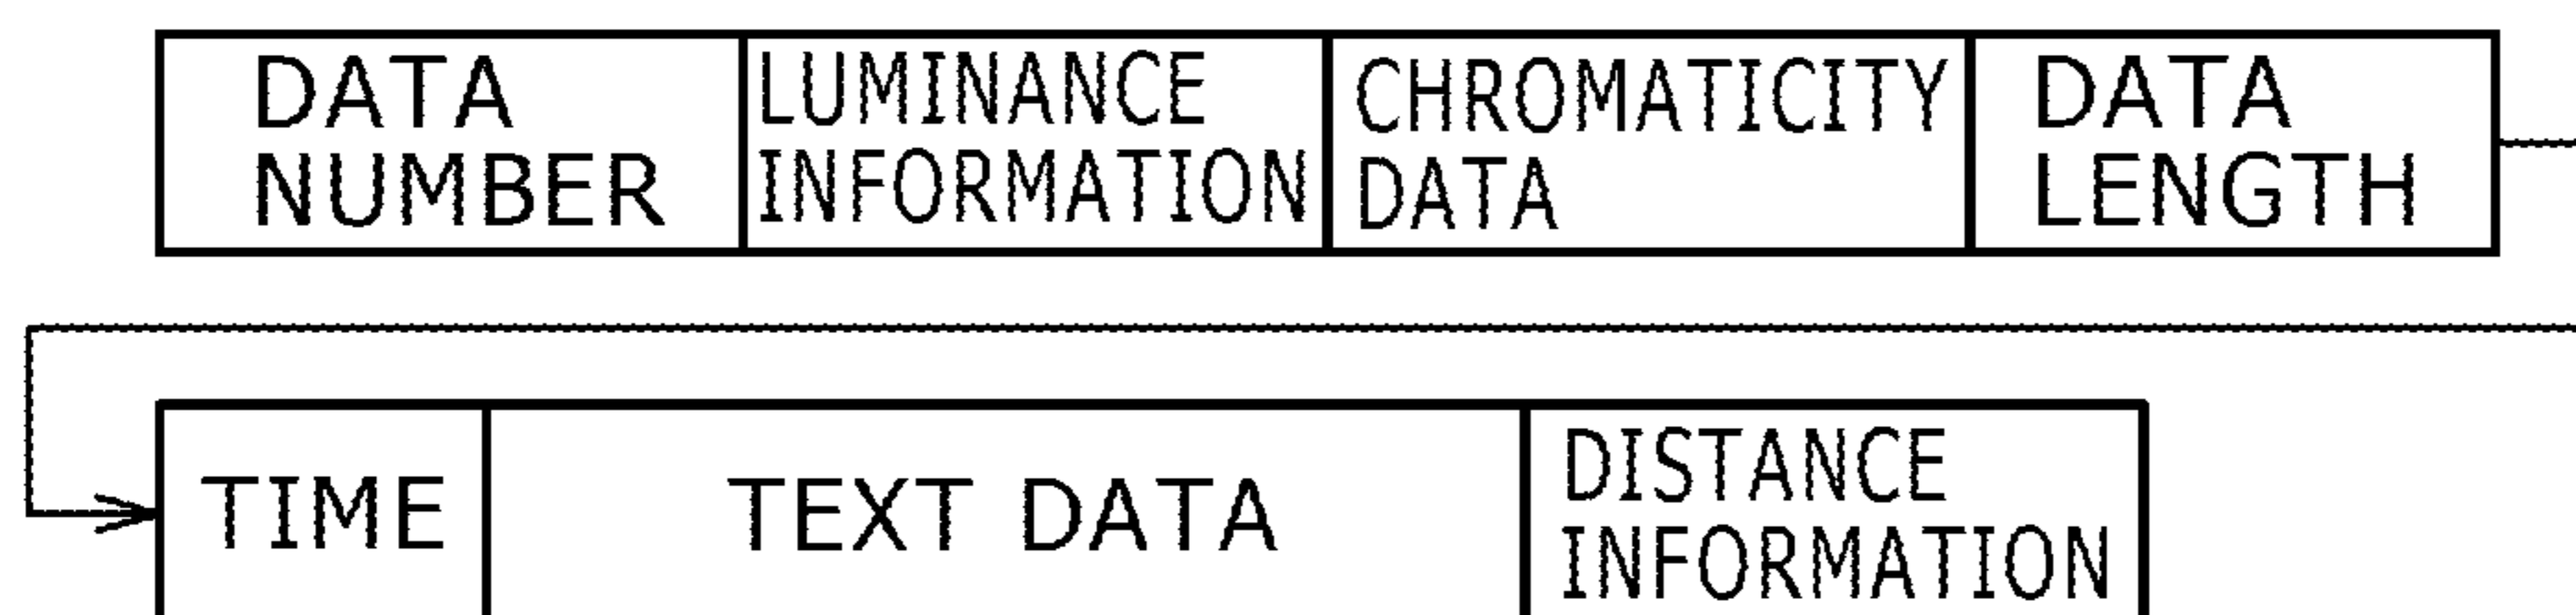 DATA
NUMBER
LUMINANCE
INFORMATION
CHROMATICITY
DATA
DATA
LENGTH
TIME
TEXT DATA
DISTANCE
INFORMATION